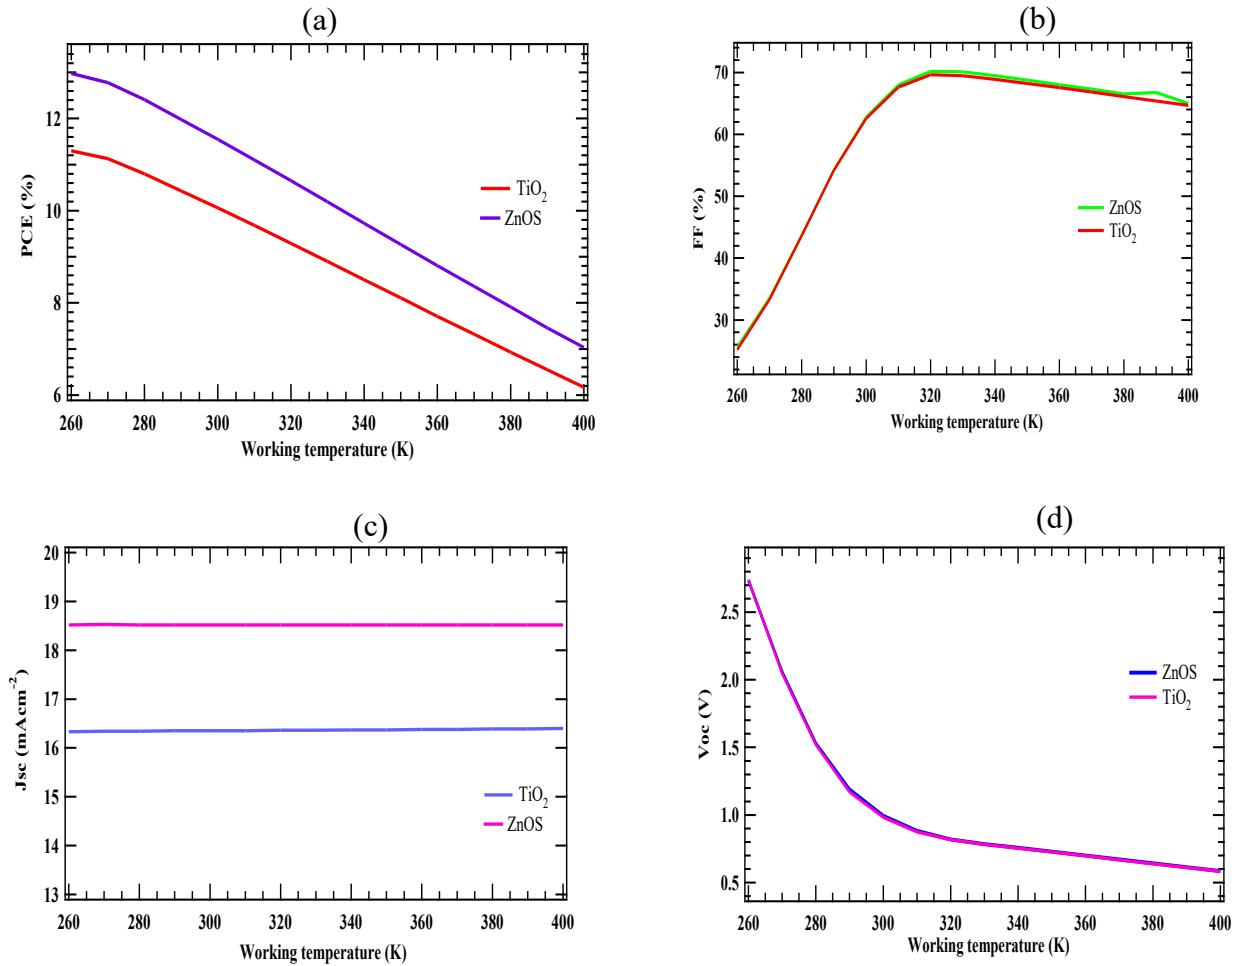 (a)
PCE (%)
12
10
8
6
TiO2
ZnOS
260 280 300 320 340 360 380 400
Working temperature (K)
(b)
FF (%)
70
60
50
40
30
ZnOS
TiO2
260 280 300 320 340 360 380 400
Working temperature (K)
(c)
Jsc (mAcm⁻²)
20
19
18
17
16
15
14
13
TiO2
ZnOS
260 280 300 320 340 360 380 400
Working temperature (K)
(d)
Voc (V)
2.5
2.0
1.5
1.0
0.5
ZnOS
TiO2
260 280 300 320 340 360 380 400
Working temperature (K)